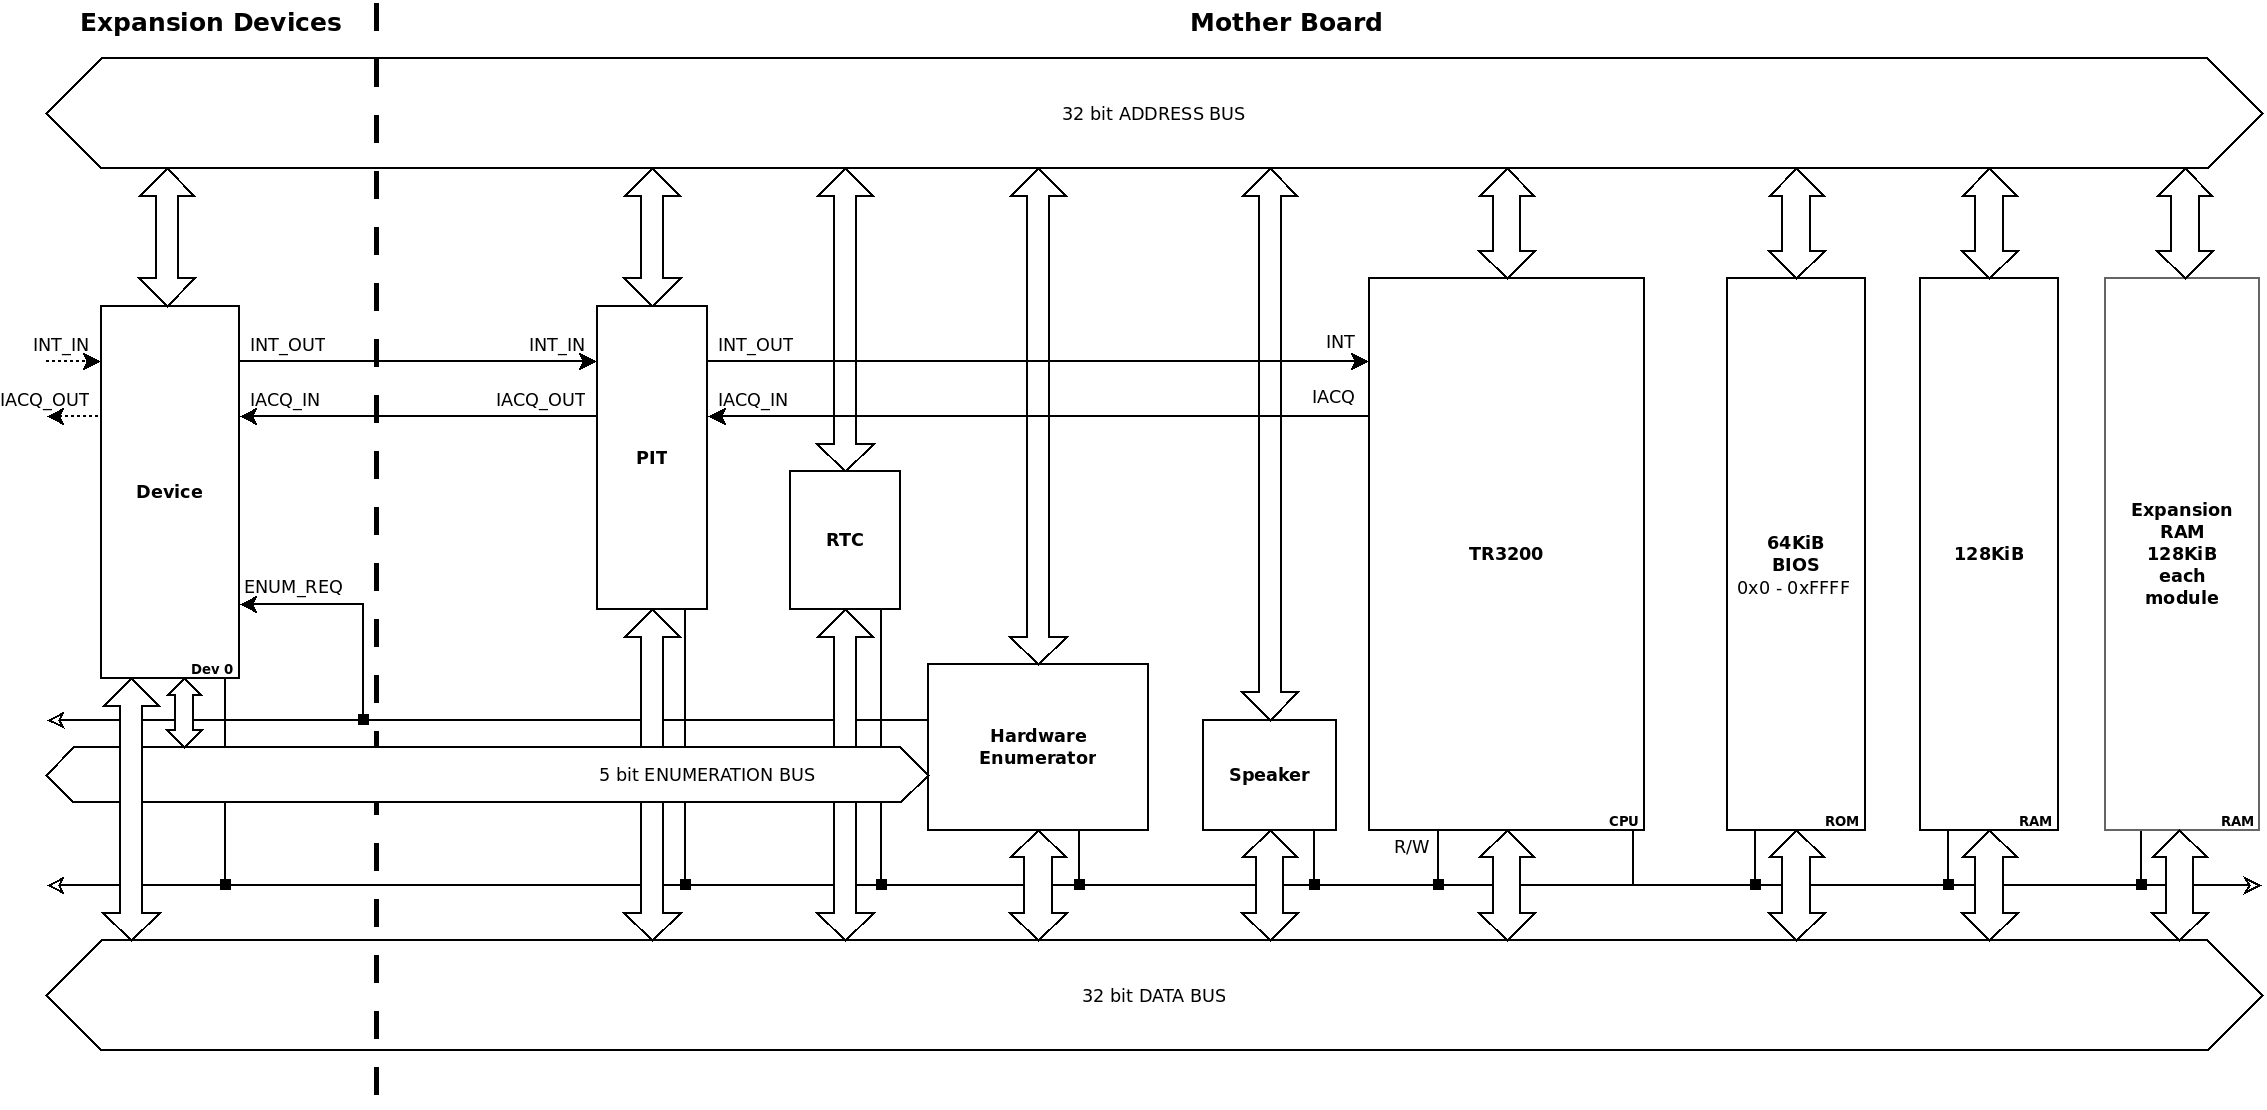 Expansion Devices
Mother Board
32 bit ADDRESS BUS
INT_IN
INT_OUT
INT_IN
INT_OUT
INT
IACQ_OUT
IACQ_IN
IACQ_OUT
IACQ_IN
IACQ
PIT
Device
RTC
TR3200
64KiB
BIOS
0x0 - 0xFFFF
128KiB
Expansion
RAM
128KiB
each
module
ENUM_REQ
Dev 0
Hardware
Enumerator
5 bit ENUMERATION BUS
Speaker
CPU
ROM
RAM
RAM
R/W
32 bit DATA BUS